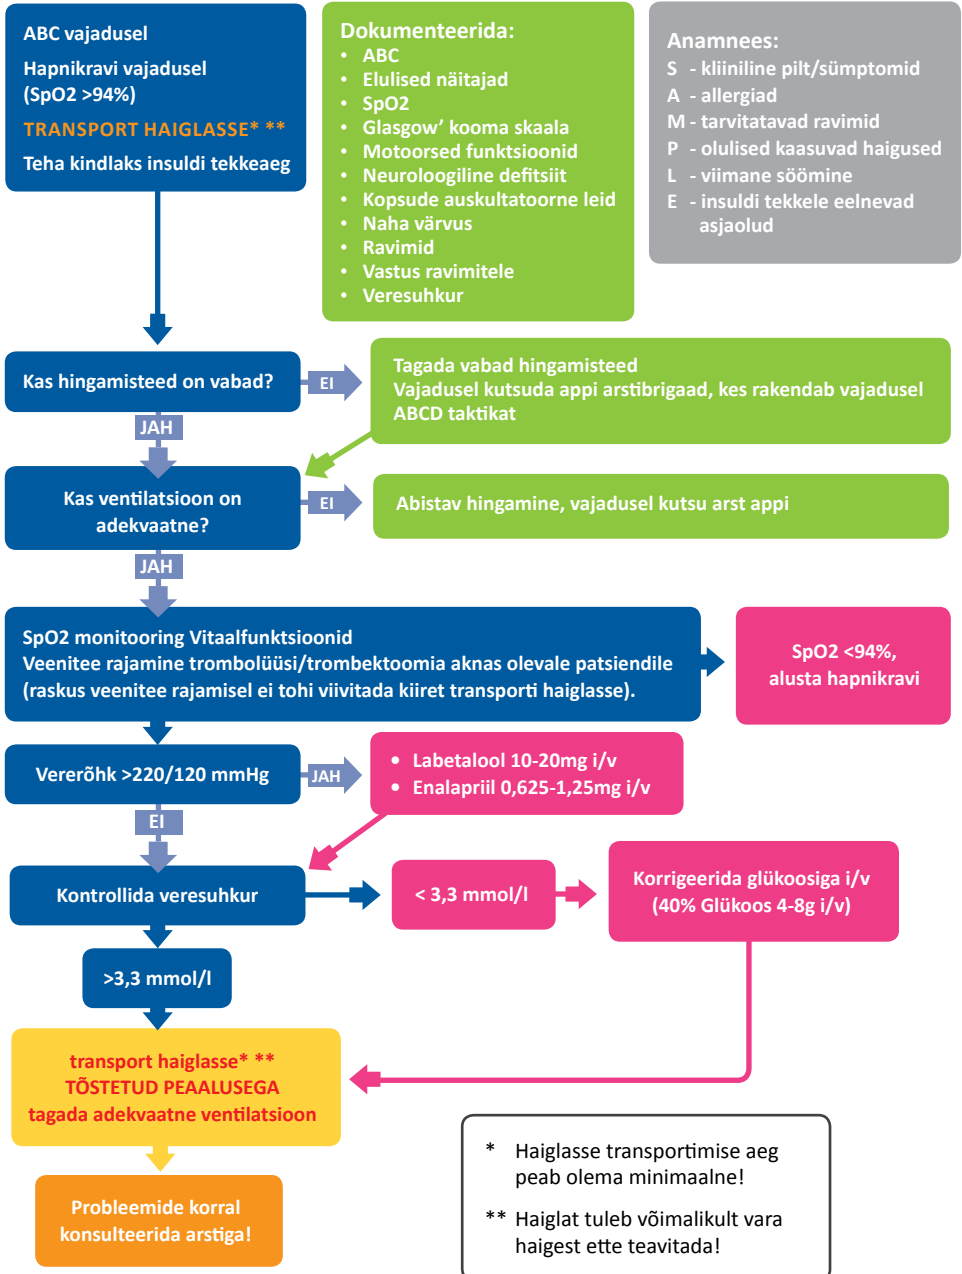 ABC vajadusel
Hapnikravi vajadusel
(SpO2 >94%)
TRANSPORT HAIGLASSE* **
Teha kindlaks insuldi tekkeaeg
Dokumenteerida:
• ABC
• Elulised näitajad
• SpO2
• Glasgow' kooma skaala
• Motoorsed funktsioonid
• Neuroloogiline defitsiit
• Kopsude auskultatoorne leid
• Naha värvus
• Ravimid
• Vastus ravimitele
• Veresuhkur
Anamnees:
S - kliiniline pilt/sümptomid
A - allergiad
M - tarvitatavad ravimid
P - olulised kaasuvad haigused
L - viimane söömine
E - insuldi tekkele eelnevad
asjaolud
Kas hingamisteed on vabad?
EI
Tagada vabad hingamisteed
Vajadusel kutsuda appi arstibrigaad, kes rakendab vajadusel
ABCD taktikat
JAH
Kas ventilatsioon on
adekvaatne?
EI
Abistav hingamine, vajadusel kutsu arst appi
JAH
SpO2 monitooring Vitaalfunktsioonid
Veenitee rajamine trombolüüsi/trombektoomia aknas olevale patsiendile
(raskus veenitee rajamisel ei tohi viivitada kiiret transporti haiglasse).
SpO2 <94%,
alusta hapnikravi
Vererõhk >220/120 mmHg
JAH
• Labetalool 10-20mg i/v
• Enalapriil 0,625-1,25mg i/v
EI
Kontrollida veresuhkur
< 3,3 mmol/l
Korrigeerida glükoosiga i/v
(40% Glükoos 4-8g i/v)
>3,3 mmol/l
transport haiglasse* **
TÕSTETUD PEAALUSEGA
tagada adekvaatne ventilatsioon
Probleemide korral
konsulteerida arstiga!
* Haiglasse transportimise aeg
peab olema minimaalne!
** Haiglat tuleb võimalikult vara
haigest ette teavitada!